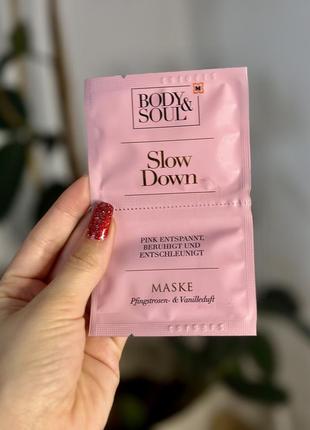 BODY&
SOUL
M
Slow
Down
PINK ENTSPANNT,
BERUHIGT UND
ENTSCHLEUNIGT
MASKE
Pfingstrosen- & Vanilleduft